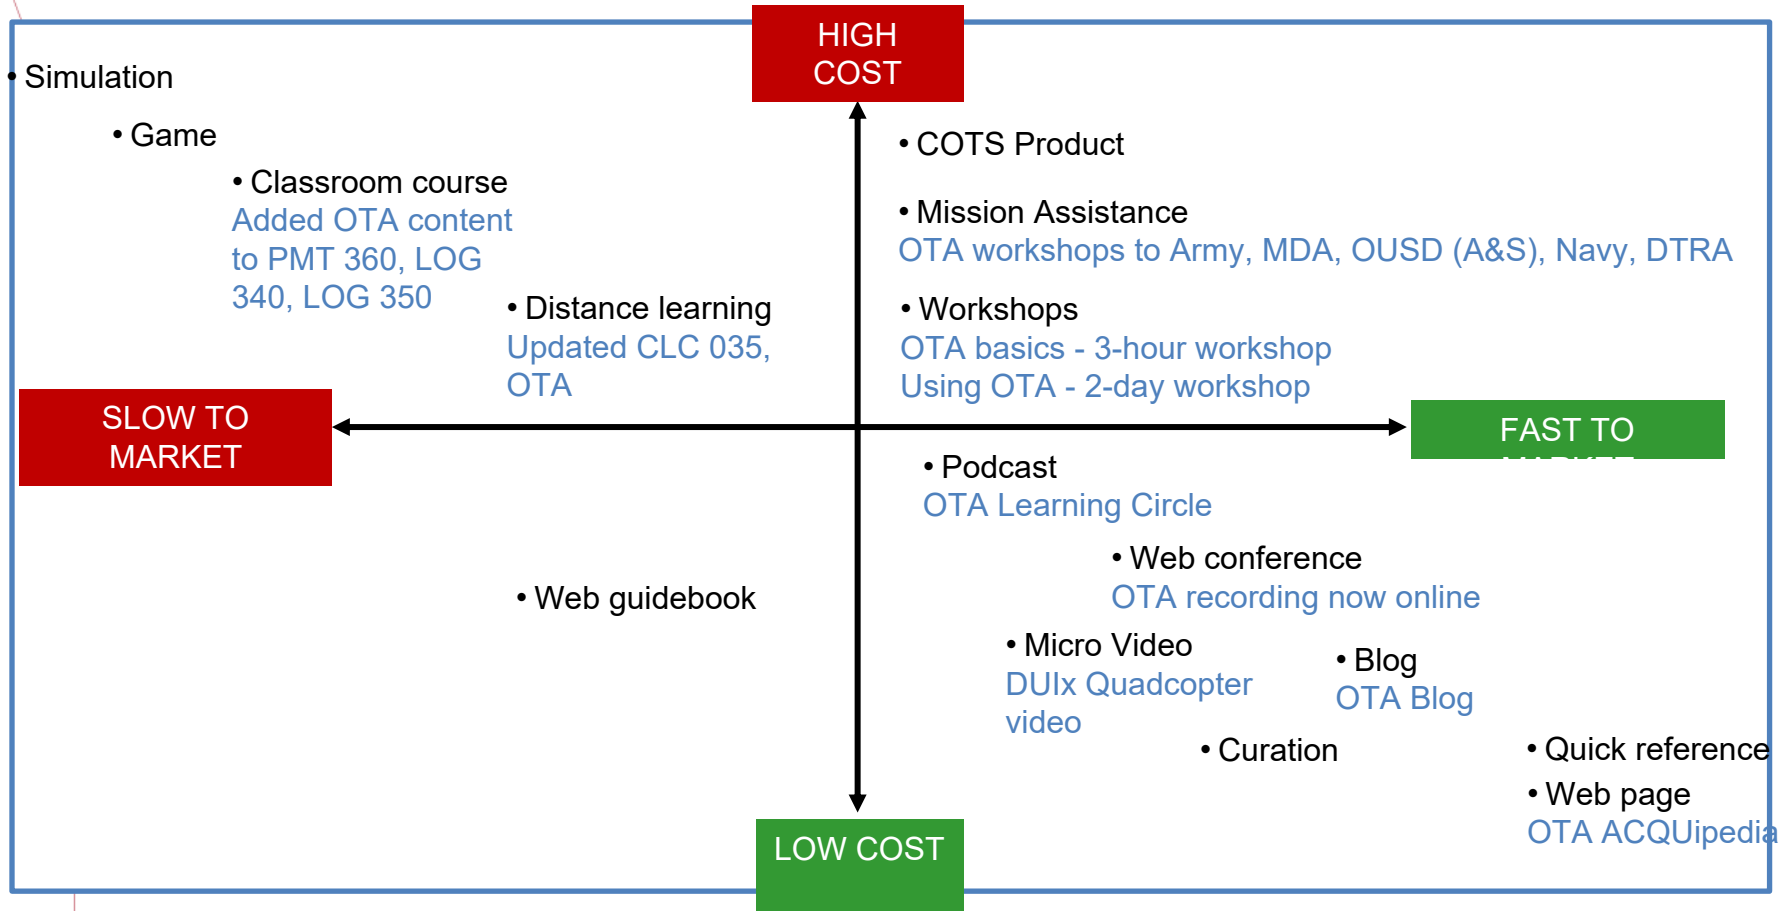 HIGH
COST
• Simulation
• Game
• COTS Product
• Classroom course
Added OTA content
to PMT 360, LOG
340, LOG 350
• Mission Assistance
OTA workshops to Army, MDA, OUSD (A&S), Navy, DTRA
• Distance learning
Updated CLC 035,
OTA
• Workshops
OTA basics - 3-hour workshop
Using OTA - 2-day workshop
SLOW TO
MARKET
FAST TO
MARKET
• Podcast
OTA Learning Circle
• Web conference
OTA recording now online
• Web guidebook
• Micro Video
DUIx Quadcopter
video
• Blog
OTA Blog
• Curation
• Quick reference
• Web page
OTA ACQUipedia
LOW COST